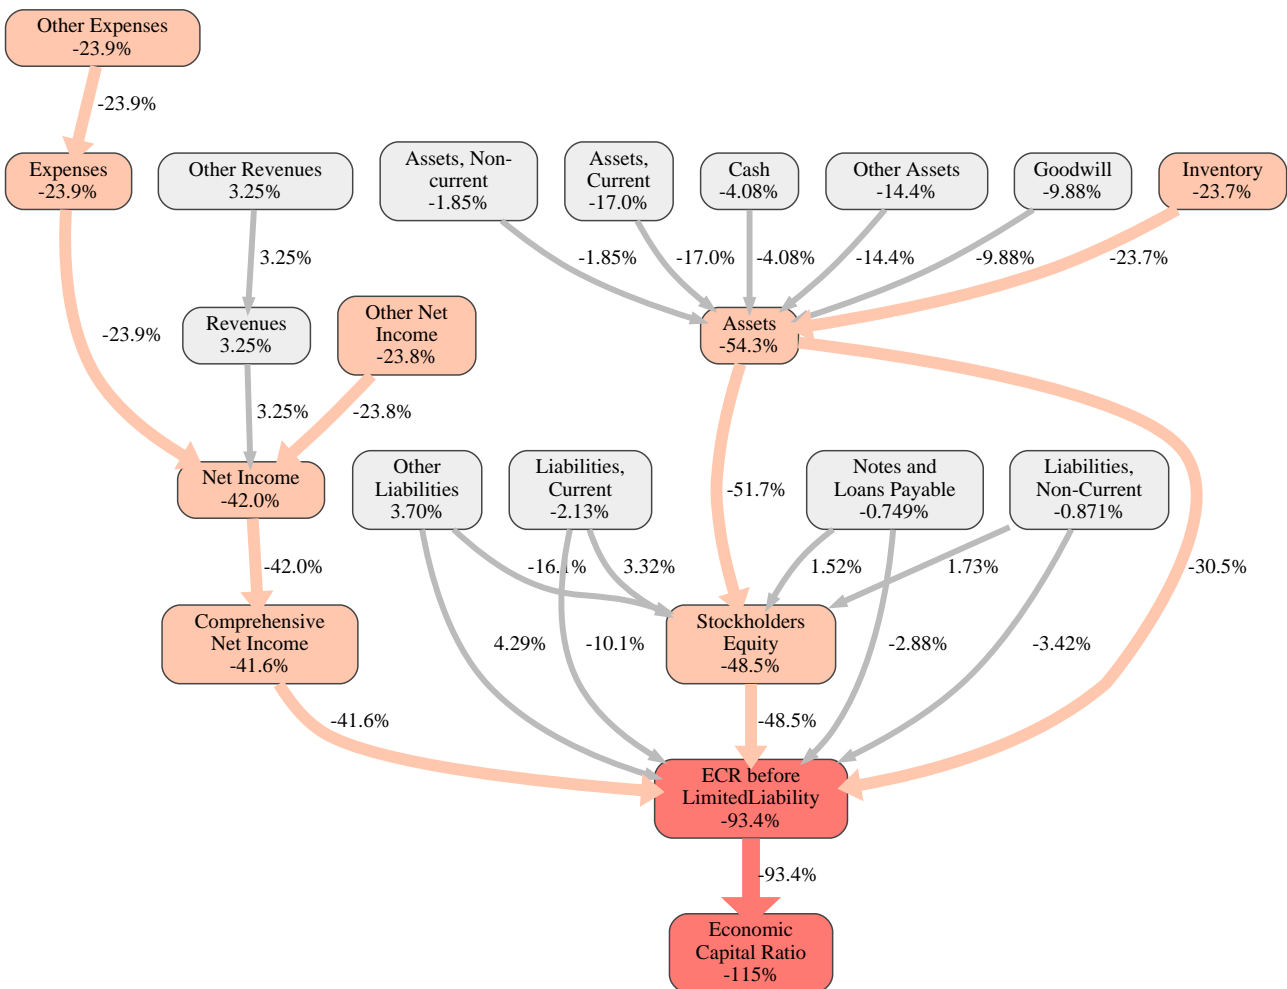 Other Expenses
-23.9%
-23.9%
Expenses
-23.9%
Other Revenues
3.25%
Assets, Non-
current
-1.85%
Assets,
Current
-17.0%
Cash
-4.08%
Other Assets
-14.4%
Goodwill
-9.88%
Inventory
-23.7%
3.25%
-1.85%
-17.0%
-4.08%
-14.4%
-9.88%
-23.7%
-23.9%
Revenues
3.25%
Other Net
Income
-23.8%
Assets
-54.3%
3.25%
-23.8%
Net Income
-42.0%
Other
Liabilities
3.70%
Liabilities,
Current
-2.13%
-51.7%
Notes and
Loans Payable
-0.749%
Liabilities,
Non-Current
-0.871%
-42.0%
-16.1%
3.32%
1.52%
1.73%
-30.5%
Comprehensive
Net Income
-41.6%
4.29%
-10.1%
Stockholders
Equity
-48.5%
-2.88%
-3.42%
-41.6%
-48.5%
ECR before
LimitedLiability
-93.4%
-93.4%
Economic
Capital Ratio
-115%